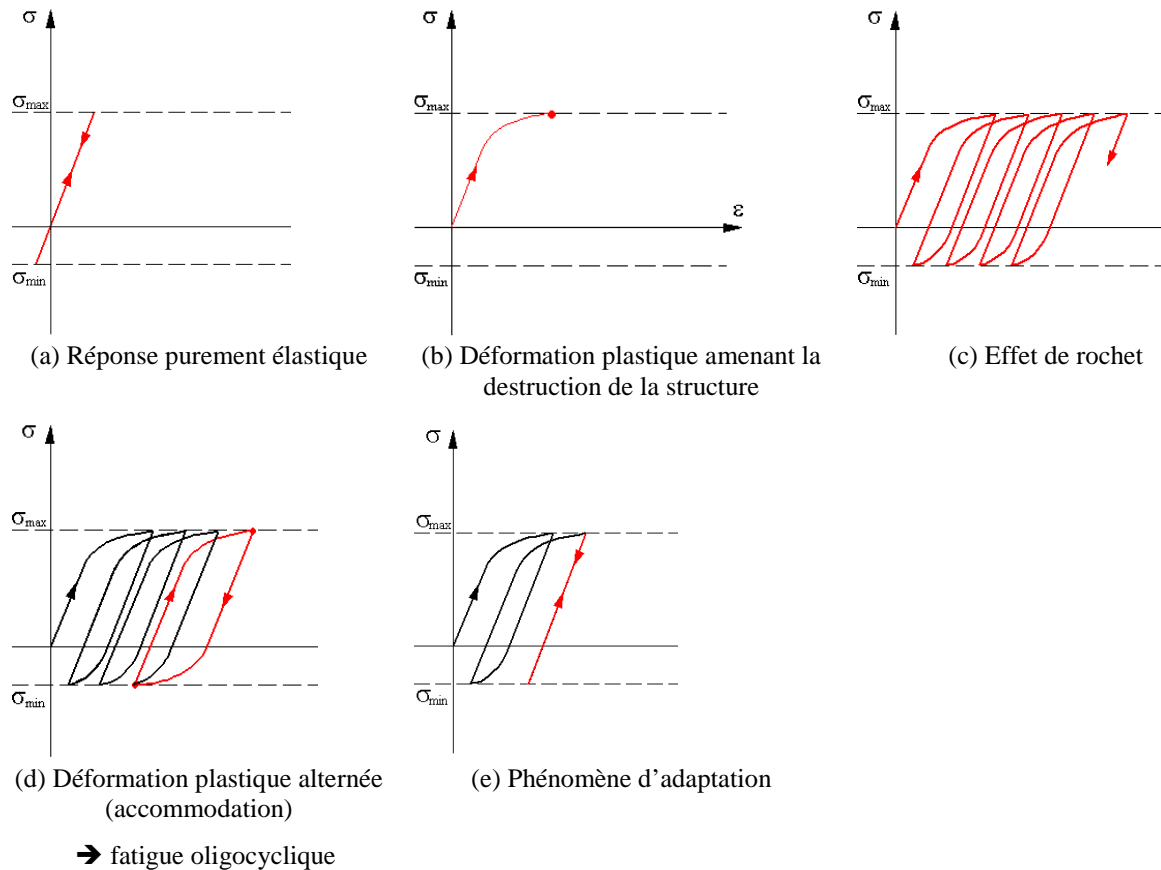 σ
σmax
σmin
(a) Réponse purement élastique
σ
σmax
ε
σmin
(b) Déformation plastique amenant la
destruction de la structure
σ
σmax
σmin
(c) Effet de rochet
σ
σmax
σmin
(d) Déformation plastique alternée
(accommodation)
➔ fatigue oligocyclique
σ
σmax
σmin
(e) Phénomène d’adaptation